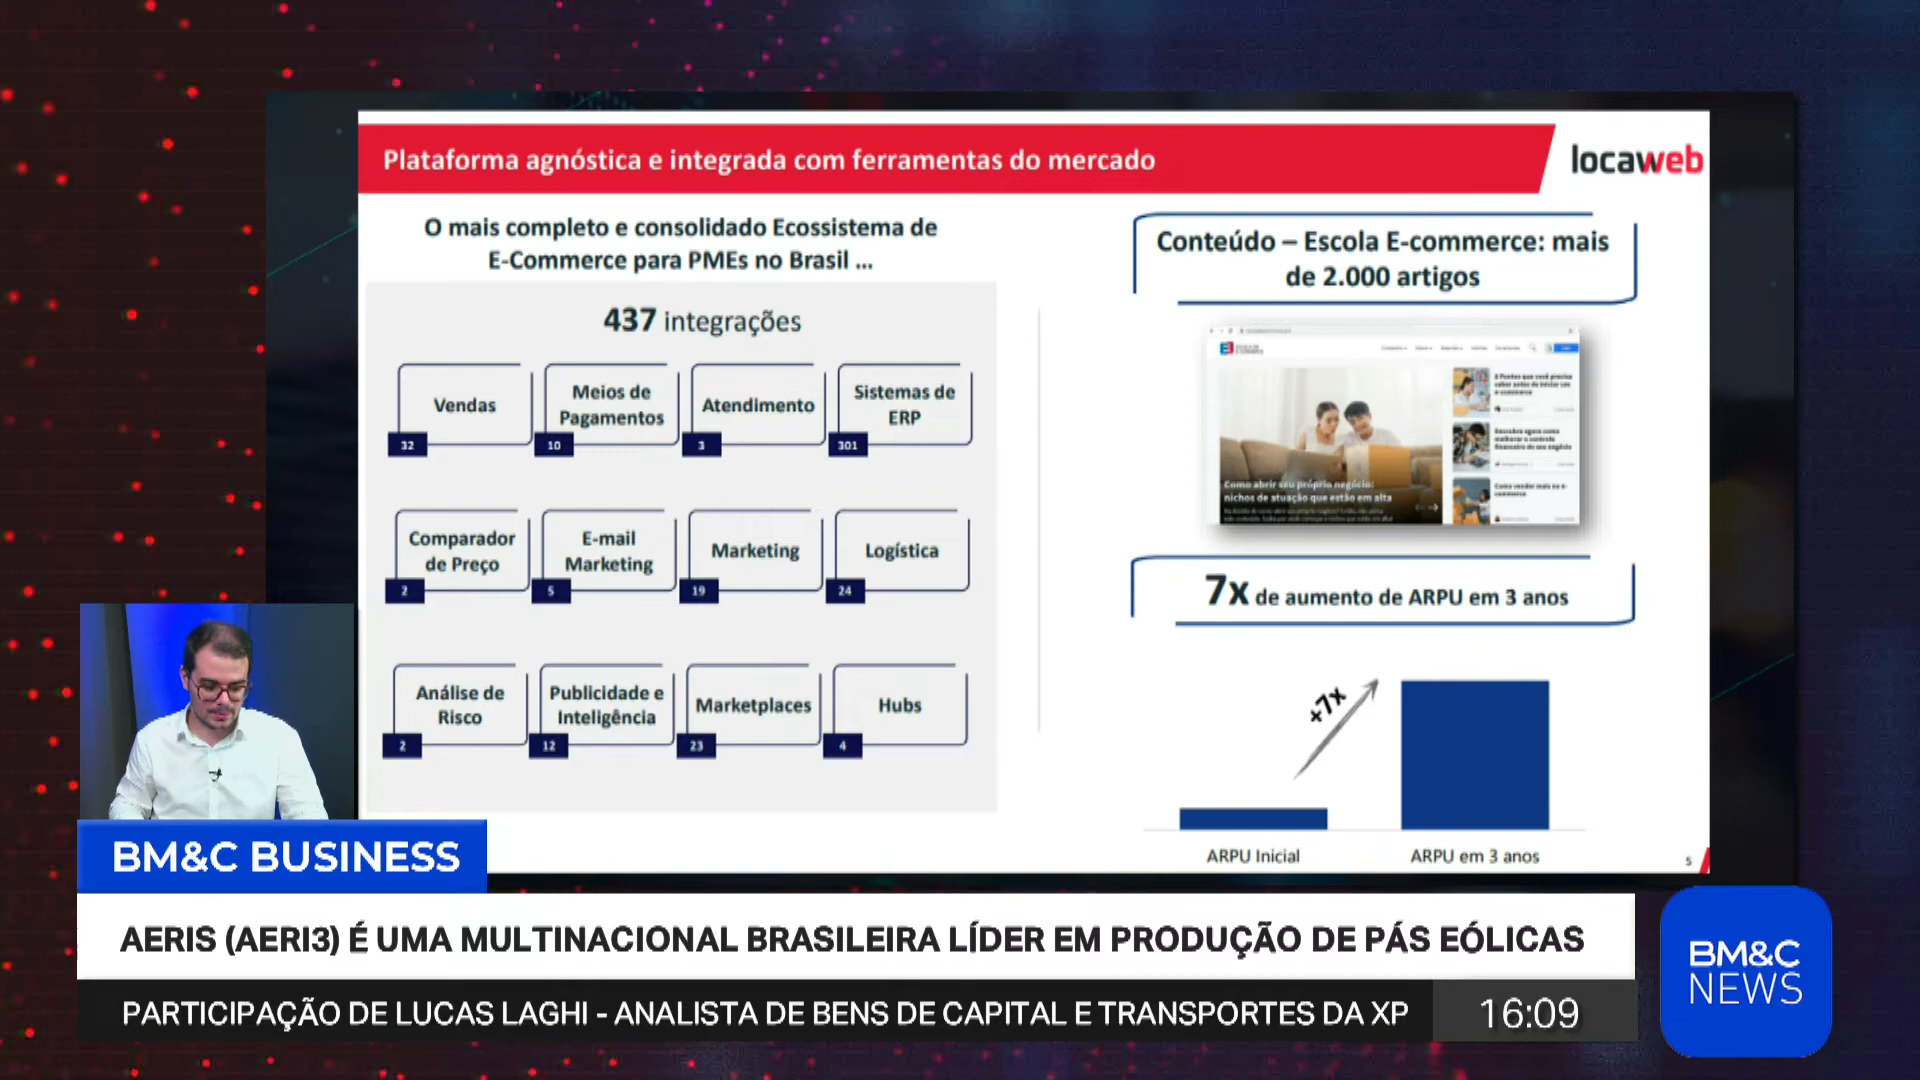 Plataforma agnóstica e integrada com ferramentas do mercado
locaweb
O mais completo e consolidado Ecossistema de
E-Commerce para PMEs no Brasil ...
437 integrações
Vendas
32
Meios de
Pagamentos
10
Atendimento
3
Sistemas de
ERP
301
Comparador
de Preço
2
E-mail
Marketing
5
Marketing
19
Logística
24
Análise de
Risco
2
Publicidade e
Inteligência
12
Marketplaces
23
Hubs
4
Conteúdo – Escola E-commerce: mais
de 2.000 artigos
Como abrir seu próprio negócio:
nichos de atuação que estão em alta
7x de aumento de ARPU em 3 anos
+7x
ARPU Inicial
ARPU em 3 anos
5
BM&C BUSINESS
AERIS (AERI3) É UMA MULTINACIONAL BRASILEIRA LÍDER EM PRODUÇÃO DE PÁS EÓLICAS
PARTICIPAÇÃO DE LUCAS LAGHI - ANALISTA DE BENS DE CAPITAL E TRANSPORTES DA XP
16:09
BM&C
NEWS